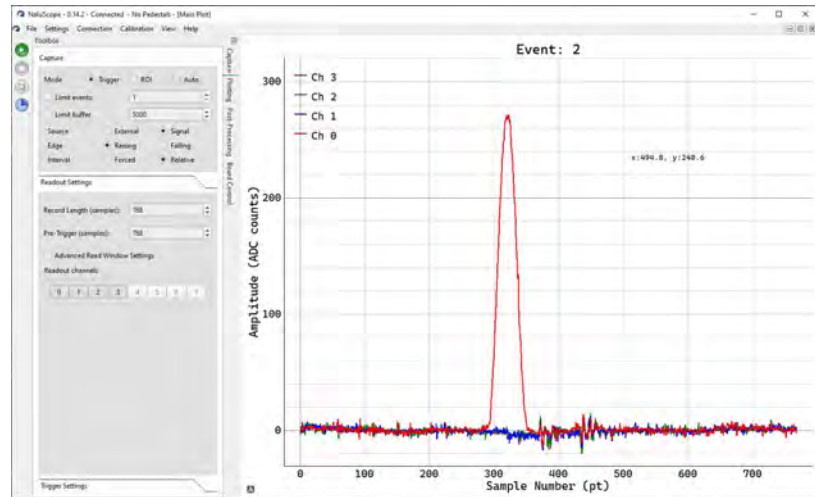 NaluScope - 0.14.2 - Connected - No Pedestals - [Main Plot]
File Settings Connection Calibration View Help
Toolbox
Capture
Mode Trigger ROI Auto
Limit events: 1
Limit buffer 5000
Source External Signal
Edge Raising Falling
Interval Forced Relative
Readout Settings
Record Length (samples): 768
Pre-Trigger (samples): 768
Advanced Read Window Settings
Readout channels
0 1 2 3 4 5 6 7
Trigger Settings
Capture
Plotting
Post-Processing
Board Control
Event: 2
Ch 3
Ch 2
Ch 1
Ch 0
x:494.8, y:240.6
Amplitude (ADC counts)
300
200
100
0
0 100 200 300 400 500 600 700
Sample Number (pt)
A